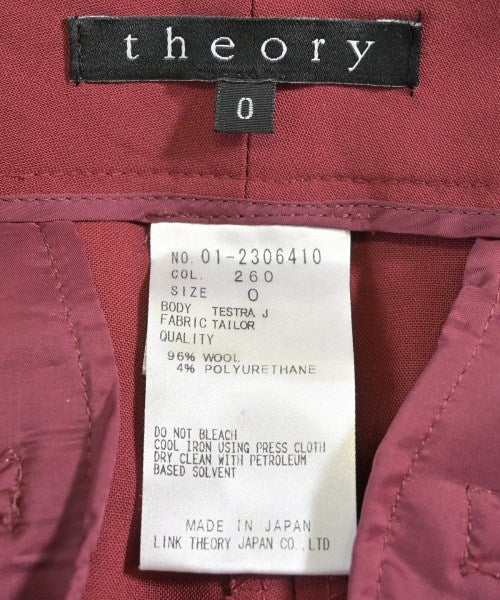 theory
0
NO. 01-2306410
COL. 260
SIZE 0
BODY TESTRA J
FABRIC TAILOR
QUALITY
96% WOOL
4% POLYURETHANE
DO NOT BLEACH
COOL IRON USING PRESS CLOTH
DRY CLEAN WITH PETROLEUM
BASED SOLVENT
MADE IN JAPAN
LINK THEORY JAPAN CO., LTD